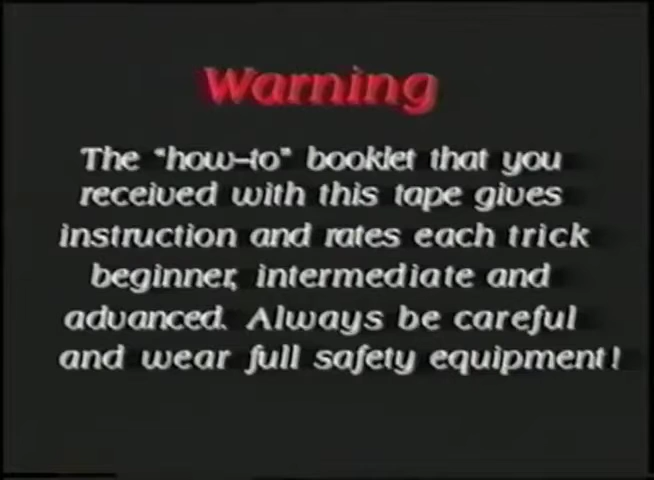 Warning
The "how-to" booklet that you
received with this tape gives
instruction and rates each trick
beginner, intermediate and
advanced. Always be careful
and wear full safety equipment!